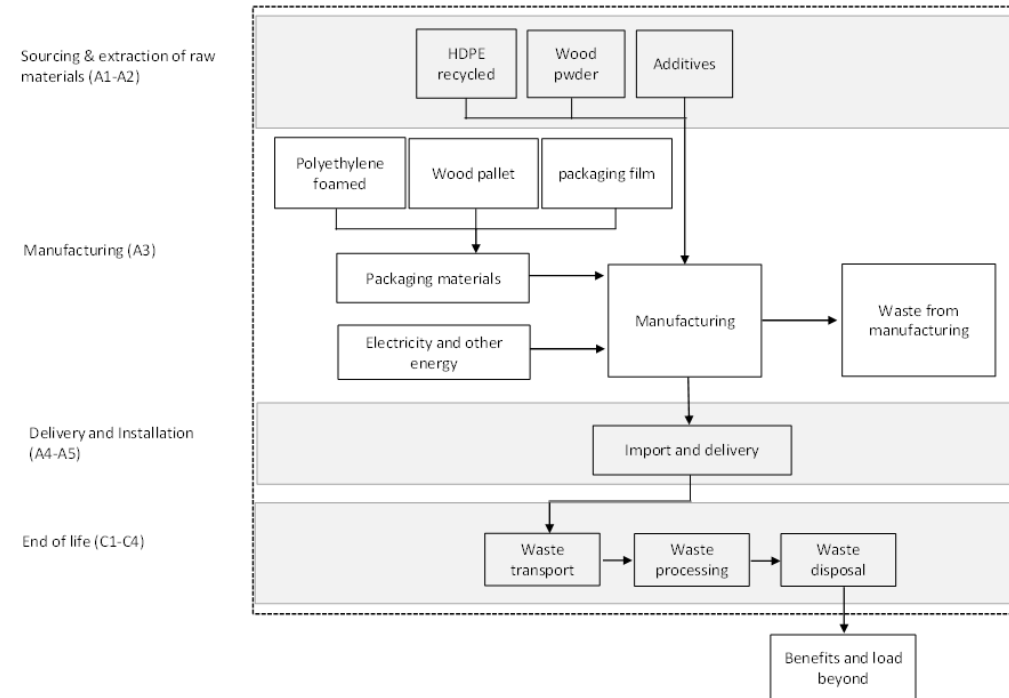 Sourcing & extraction of raw
materials (A1-A2)
HDPE
recycled
Wood
pwder
Additives
Polyethylene
foamed
Wood pallet
packaging film
Manufacturing (A3)
Packaging materials
Manufacturing
Waste from
manufacturing
Electricity and other
energy
Delivery and Installation
(A4-A5)
Import and delivery
End of life (C1-C4)
Waste
transport
Waste
processing
Waste
disposal
Benefits and load
beyond